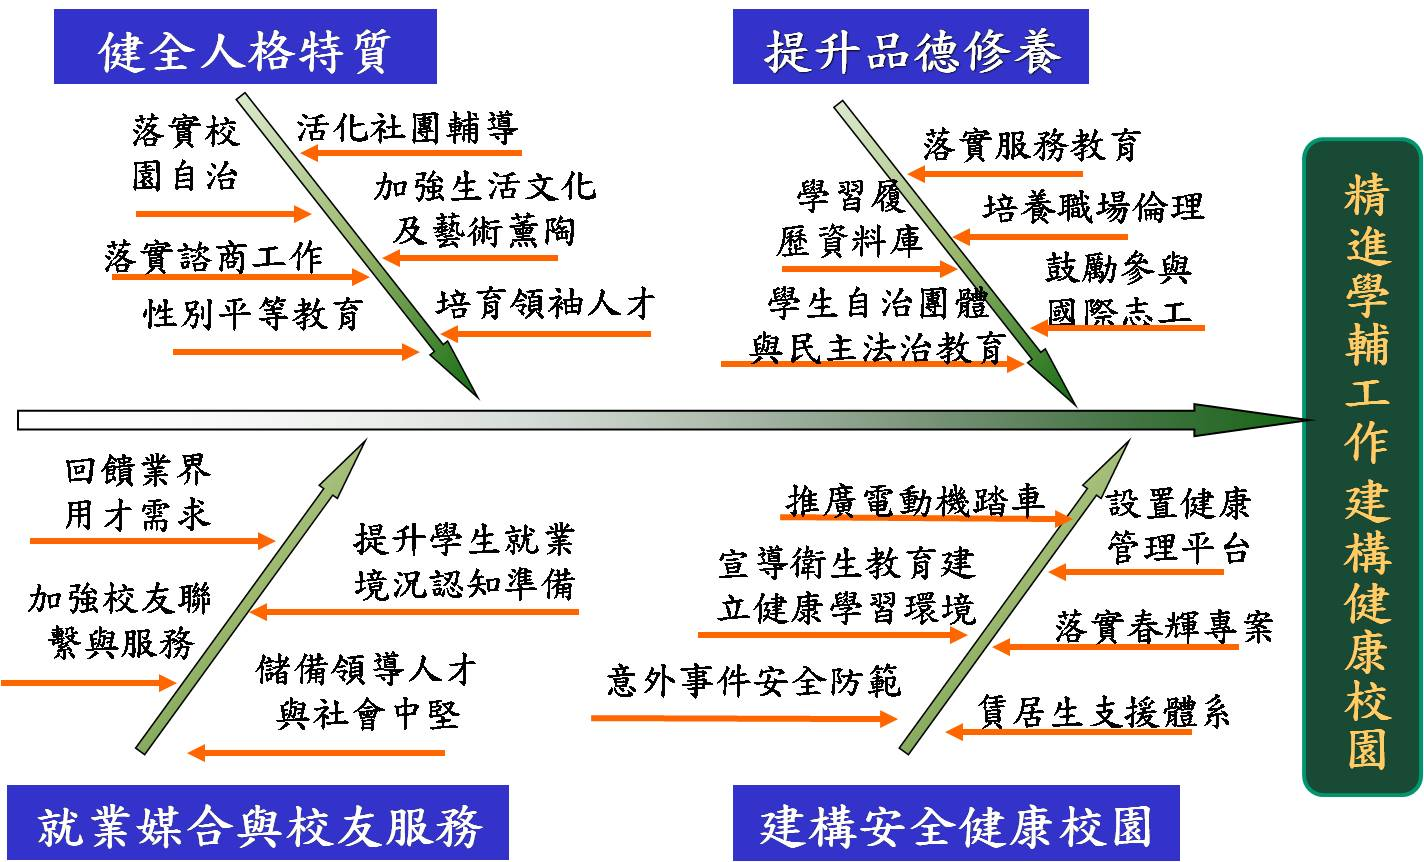 健全人格特質
落實校
園自治
活化社團輔導
加強生活文化
及藝術薰陶
落實諮商工作
性別平等教育
培育領袖人才
提升品德修養
落實服務教育
學習履
歷資料庫
培養職場倫理
學生自治團體
與民主法治教育
鼓勵參與
國際志工
回饋業界
用才需求
提升學生就業
境況認知準備
加強校友聯
繫與服務
儲備領導人才
與社會中堅
就業媒合與校友服務
推廣電動機踏車
設置健康
管理平台
宣導衛生教育建
立健康學習環境
落實春輝專案
意外事件安全防範
賃居生支援體系
建構安全健康校園
精進學輔工作建構健康校園